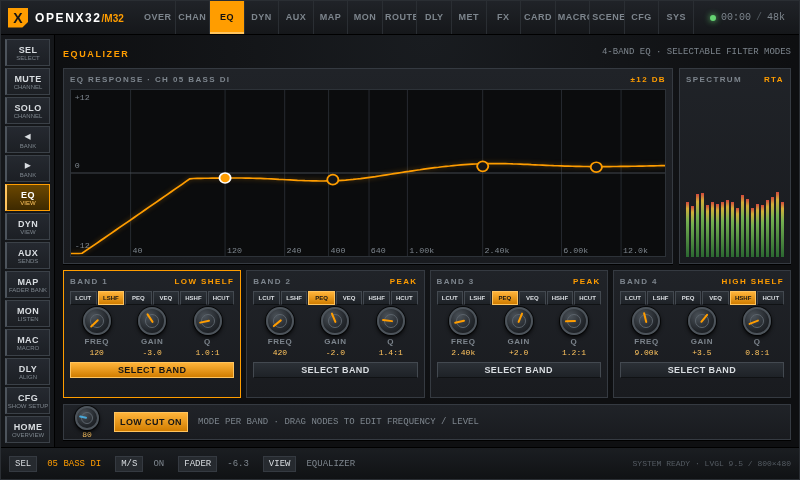 X OPENX32/M32 OVER CHAN EQ DYN AUX MAP MON ROUTE DLY MET FX CARD MACRO SCENE CFG SYS 00:00 / 48k
SEL
SELECT
MUTE
CHANNEL
SOLO
CHANNEL
◄
BANK
►
BANK
EQ
VIEW
DYN
VIEW
AUX
SENDS
MAP
FADER BANK
MON
LISTEN
MAC
MACRO
DLY
ALIGN
CFG
SHOW SETUP
HOME
OVERVIEW
EQUALIZER 4-BAND EQ · SELECTABLE FILTER MODES
EQ RESPONSE · CH 05 BASS DI ±12 DB
+12
0
-12
40 120 240 400 640 1.00k 2.40k 6.00k 12.0k
SPECTRUM RTA
BAND 1 LOW SHELF
LCUT LSHF PEQ VEQ HSHF HCUT
FREQ GAIN Q
120 -3.0 1.0:1
SELECT BAND
BAND 2 PEAK
LCUT LSHF PEQ VEQ HSHF HCUT
FREQ GAIN Q
420 -2.0 1.4:1
SELECT BAND
BAND 3 PEAK
LCUT LSHF PEQ VEQ HSHF HCUT
FREQ GAIN Q
2.40k +2.0 1.2:1
SELECT BAND
BAND 4 HIGH SHELF
LCUT LSHF PEQ VEQ HSHF HCUT
FREQ GAIN Q
9.00k +3.5 0.8:1
SELECT BAND
80
LOW CUT ON MODE PER BAND · DRAG NODES TO EDIT FREQUENCY / LEVEL
SEL 05 BASS DI M/S ON FADER -6.3 VIEW EQUALIZER SYSTEM READY · LVGL 9.5 / 800×480